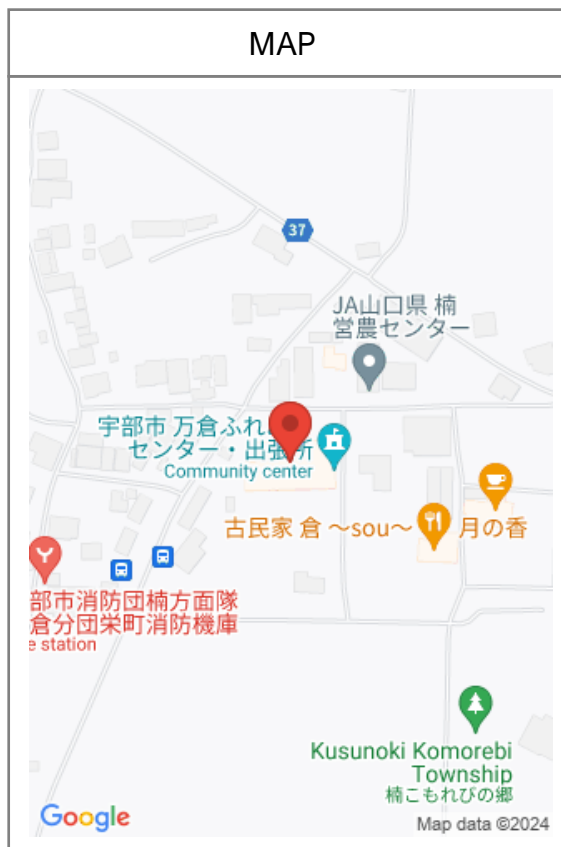 MAP
37
JA山口県 楠
営農センター
宇部市 万倉ふれ
センター・出張所
Community center
古民家 倉 ~sou~
月の香
部市消防団楠方面隊
倉分団栄町消防機庫
e station
Kusunoki Komorebi
Township
楠こもれびの郷
Google
Map data ©2024